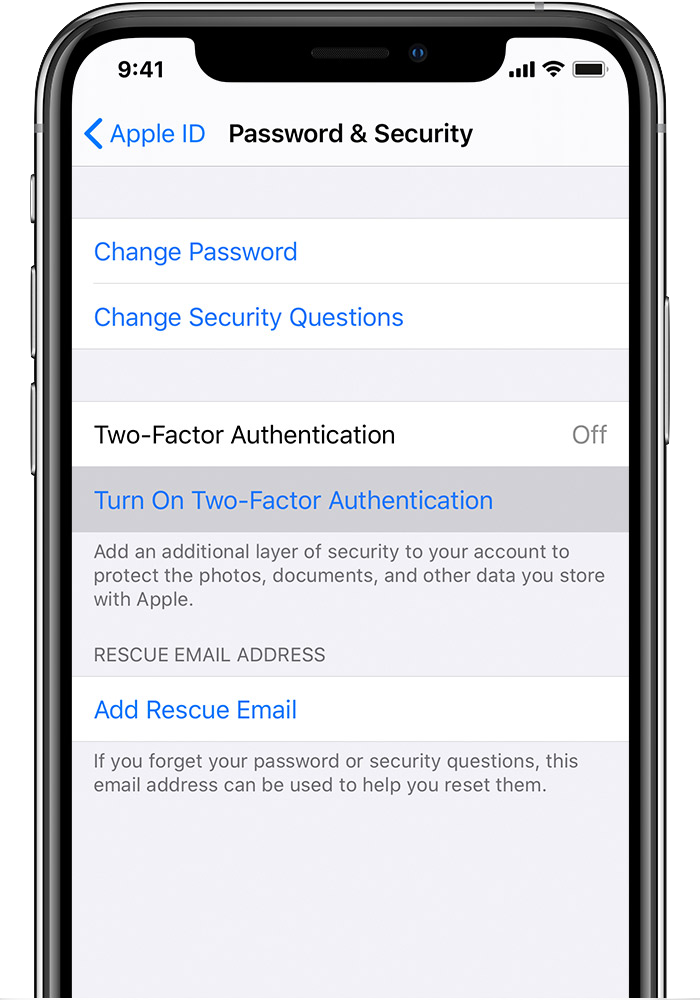 9:41
Apple ID Password & Security
Change Password
Change Security Questions
Two-Factor Authentication Off
Turn On Two-Factor Authentication
Add an additional layer of security to your account to
protect the photos, documents, and other data you store
with Apple.
RESCUE EMAIL ADDRESS
Add Rescue Email
If you forget your password or security questions, this
email address can be used to help you reset them.